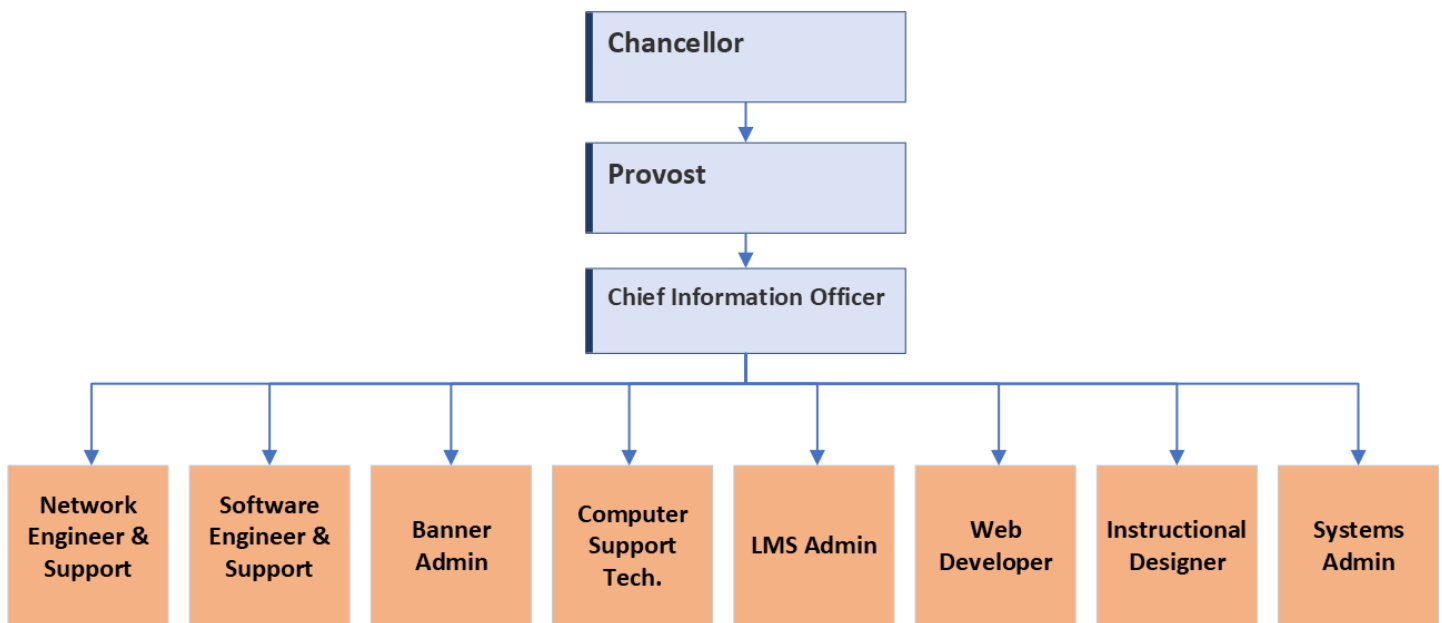 Chancellor
Provost
Chief Information Officer
Network
Engineer &
Support
Software
Engineer &
Support
Banner
Admin
Computer
Support
Tech.
LMS Admin
Web
Developer
Instructional
Designer
Systems
Admin